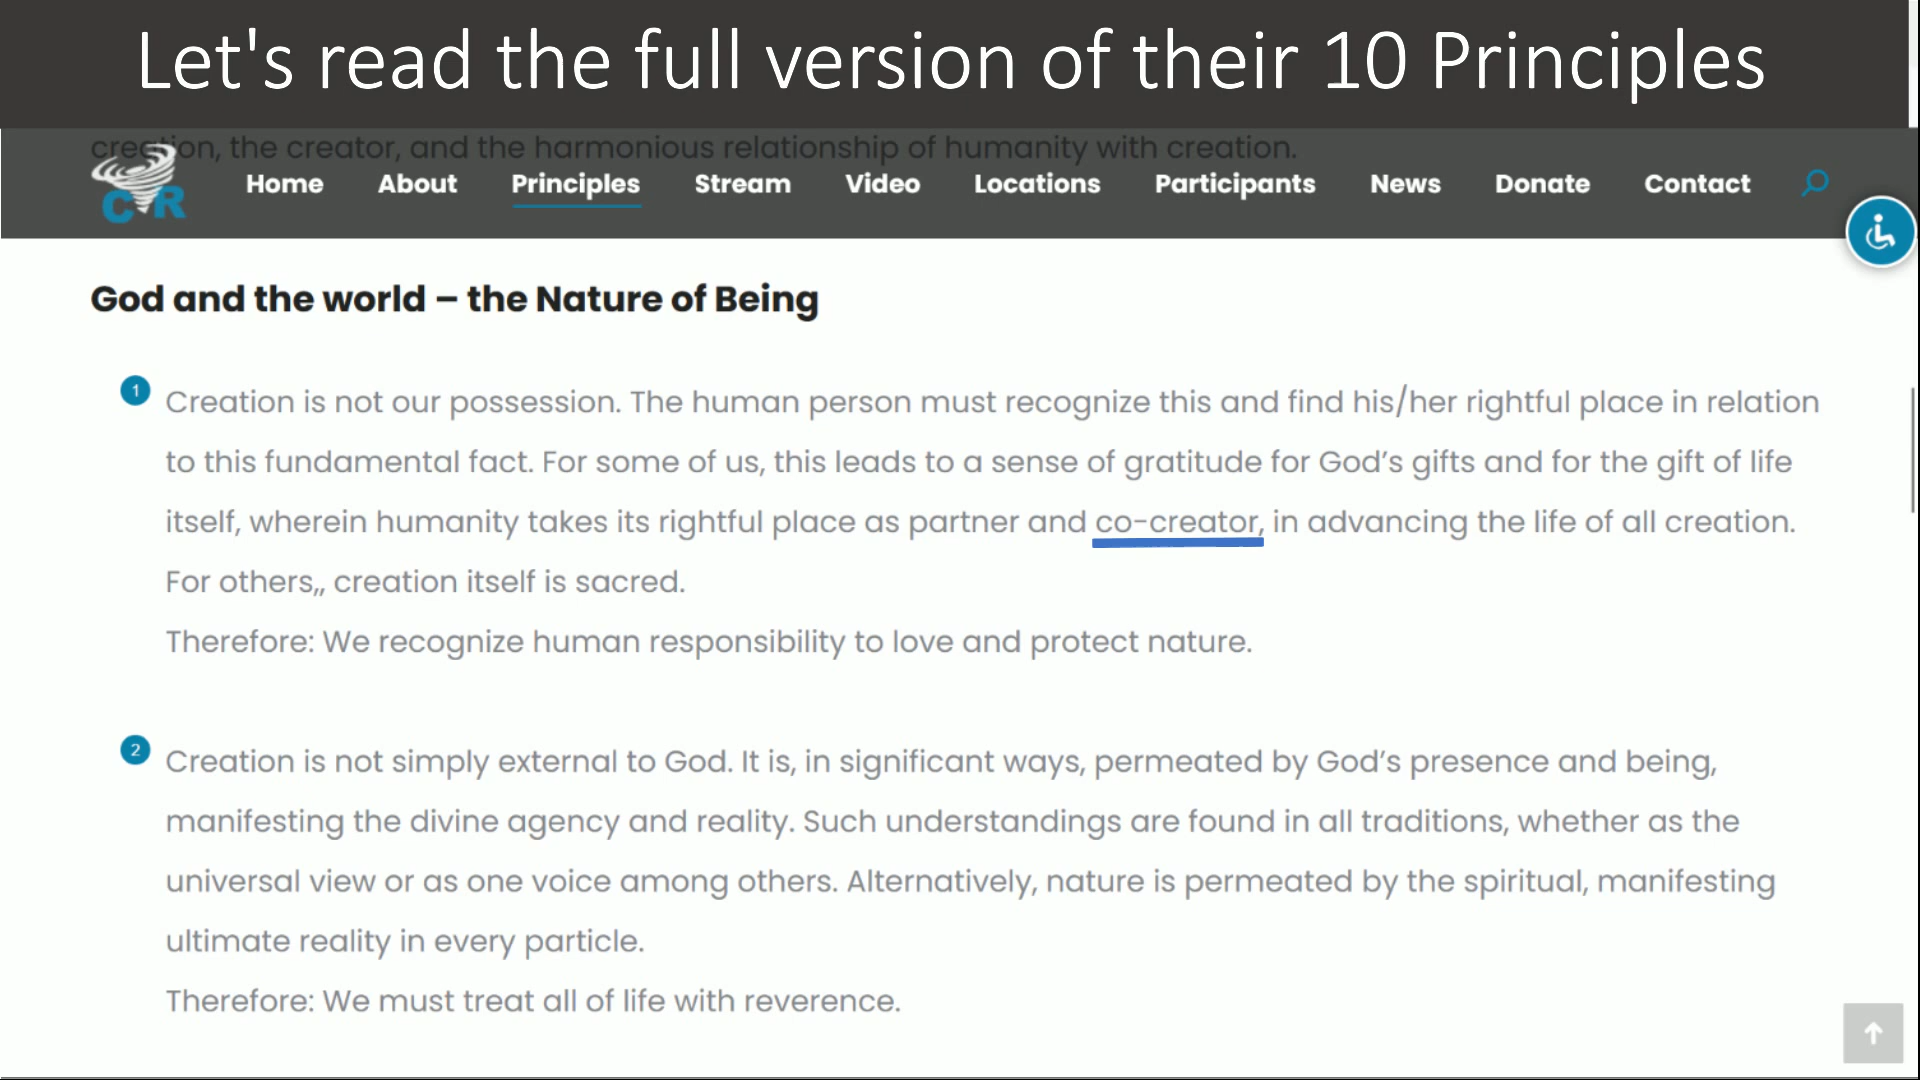 Let's read the full version of their 10 Principles
creation, the creator, and the harmonious relationship of humanity with creation.
C R Home About Principles Stream Video Locations Participants News Donate Contact
God and the world – the Nature of Being
1 Creation is not our possession. The human person must recognize this and find his/her rightful place in relation
to this fundamental fact. For some of us, this leads to a sense of gratitude for God's gifts and for the gift of life
itself, wherein humanity takes its rightful place as partner and co-creator, in advancing the life of all creation.
For others,, creation itself is sacred.
Therefore: We recognize human responsibility to love and protect nature.
2 Creation is not simply external to God. It is, in significant ways, permeated by God's presence and being,
manifesting the divine agency and reality. Such understandings are found in all traditions, whether as the
universal view or as one voice among others. Alternatively, nature is permeated by the spiritual, manifesting
ultimate reality in every particle.
Therefore: We must treat all of life with reverence.